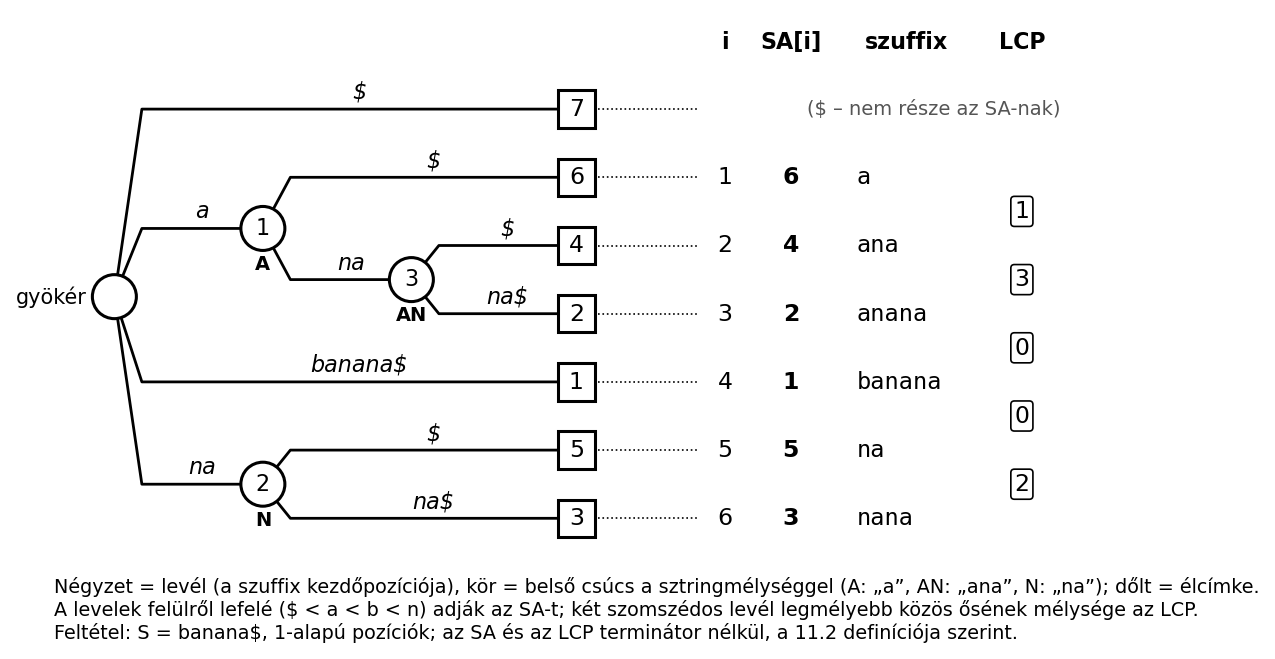 i SA[i] szuffix LCP
$ 7 ($ – nem része az SA-nak)
$ 6 1 6 a
a 1 1
A
$ 4 2 4 ana
na 3 3
AN
na$ 2 3 2 anana
gyökér
0
banana$ 1 4 1 banana
0
$ 5 5 5 na
na 2 2
N
na$ 3 6 3 nana
Négyzet = levél (a szuffix kezdőpozíciója), kör = belső csúcs a sztringmélységgel (A: „a”, AN: „ana”, N: „na”); dőlt = élcímke.
A levelek felülről lefelé ($ < a < b < n) adják az SA-t; két szomszédos levél legmélyebb közös ősének mélysége az LCP.
Feltétel: S = banana$, 1-alapú pozíciók; az SA és az LCP terminátor nélkül, a 11.2 definíciója szerint.